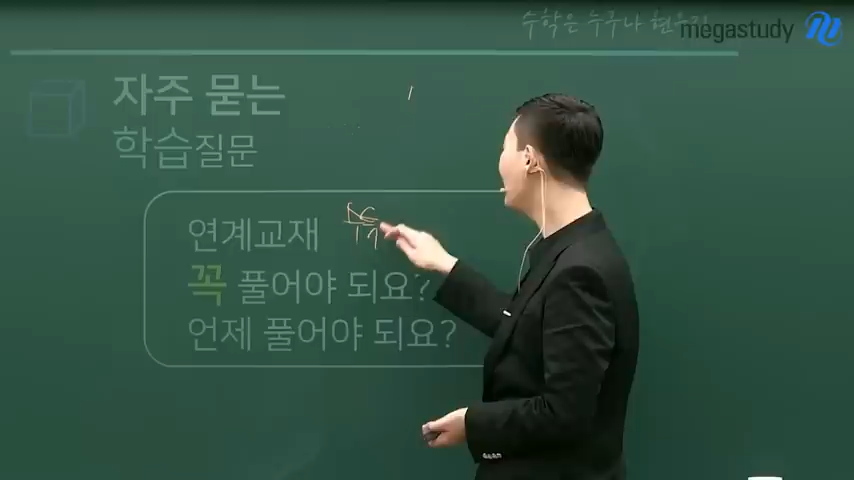 수학은 누구나 현우진
megastudy
자주 묻는
학습질문
연계교재
꼭 풀어야 되요?
언제 풀어야 되요?